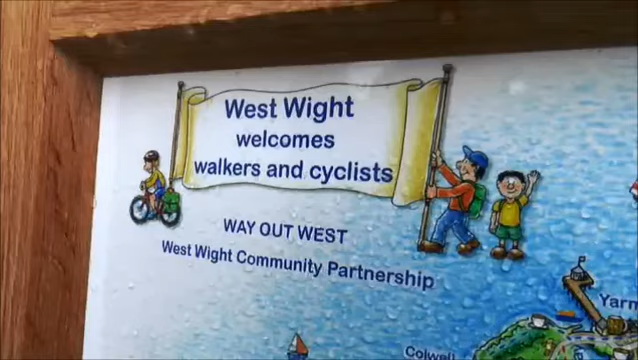 West Wight
welcomes
walkers and cyclists
WAY OUT WEST
West Wight Community Partnership
Yarm
Colwell